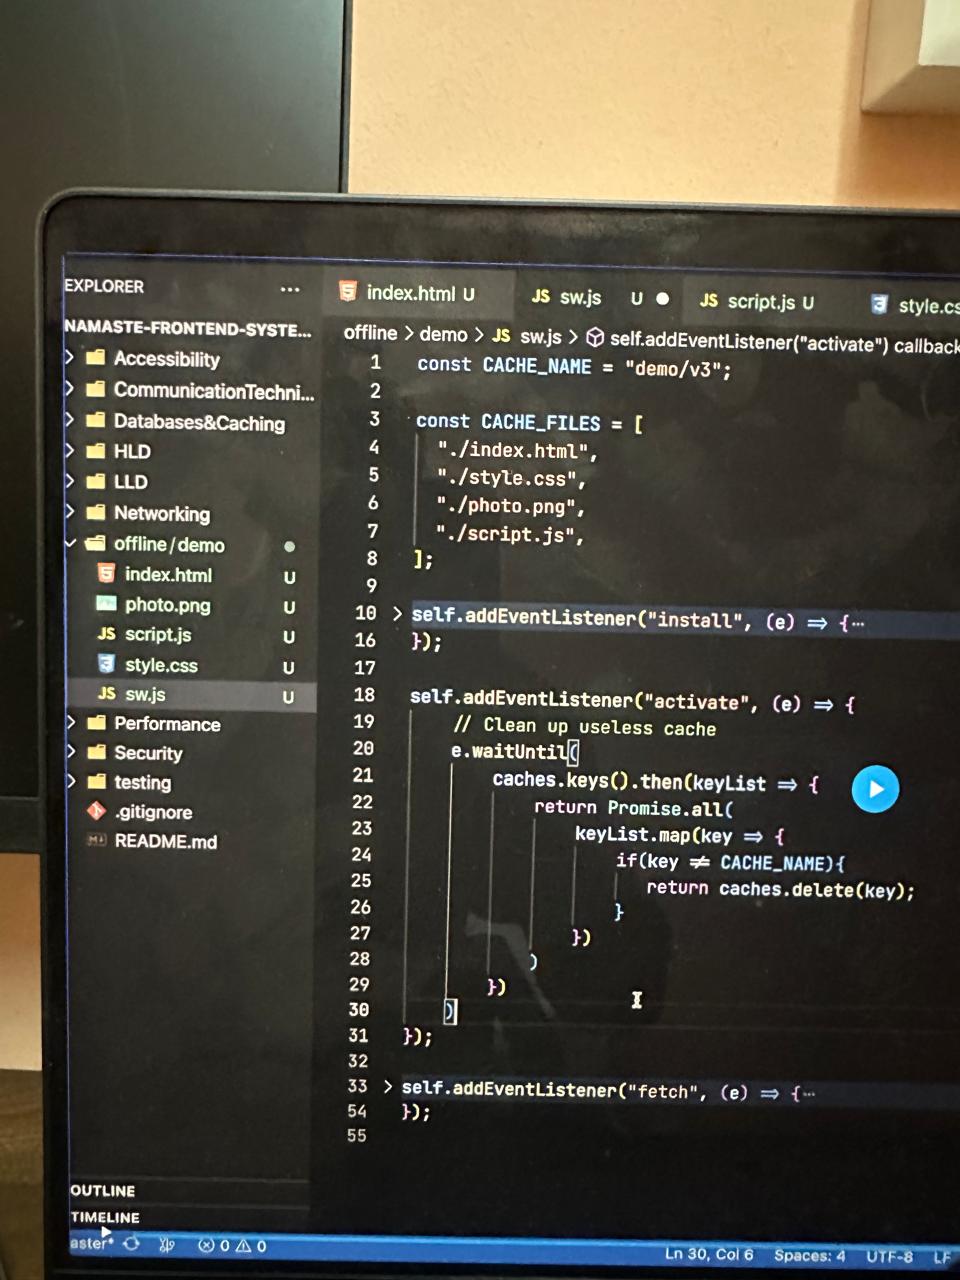 EXPLORER
...
NAMASTE-FRONTEND-SYSTE...
Accessibility
CommunicationTechni...
Databases&Caching
HLD
LLD
Networking
offline/demo
index.html U
photo.png U
script.js U
style.css U
sw.js U
Performance
Security
testing
.gitignore
README.md
OUTLINE
TIMELINE
index.html U
JS sw.js U
JS script.js U
style.cs
offline > demo > JS sw.js > self.addEventListener("activate") callback
1 const CACHE_NAME = "demo/v3";
2
3 const CACHE_FILES = [
4 "./index.html",
5 "./style.css",
6 "./photo.png",
7 "./script.js",
8 ];
9
10 > self.addEventListener("install", (e) => {...
16 });
17
18 self.addEventListener("activate", (e) => {
19 // Clean up useless cache
20 e.waitUntil(
21 caches.keys().then(keyList => {
22 return Promise.all(
23 keyList.map(key => {
24 if(key != CACHE_NAME){
25 return caches.delete(key);
26 }
27 })
28 )
29 })
30 )
31 });
32
33 > self.addEventListener("fetch", (e) => {...
54 });
55
aster* 0 0 Ln 30, Col 6 Spaces: 4 UTF-8 LF